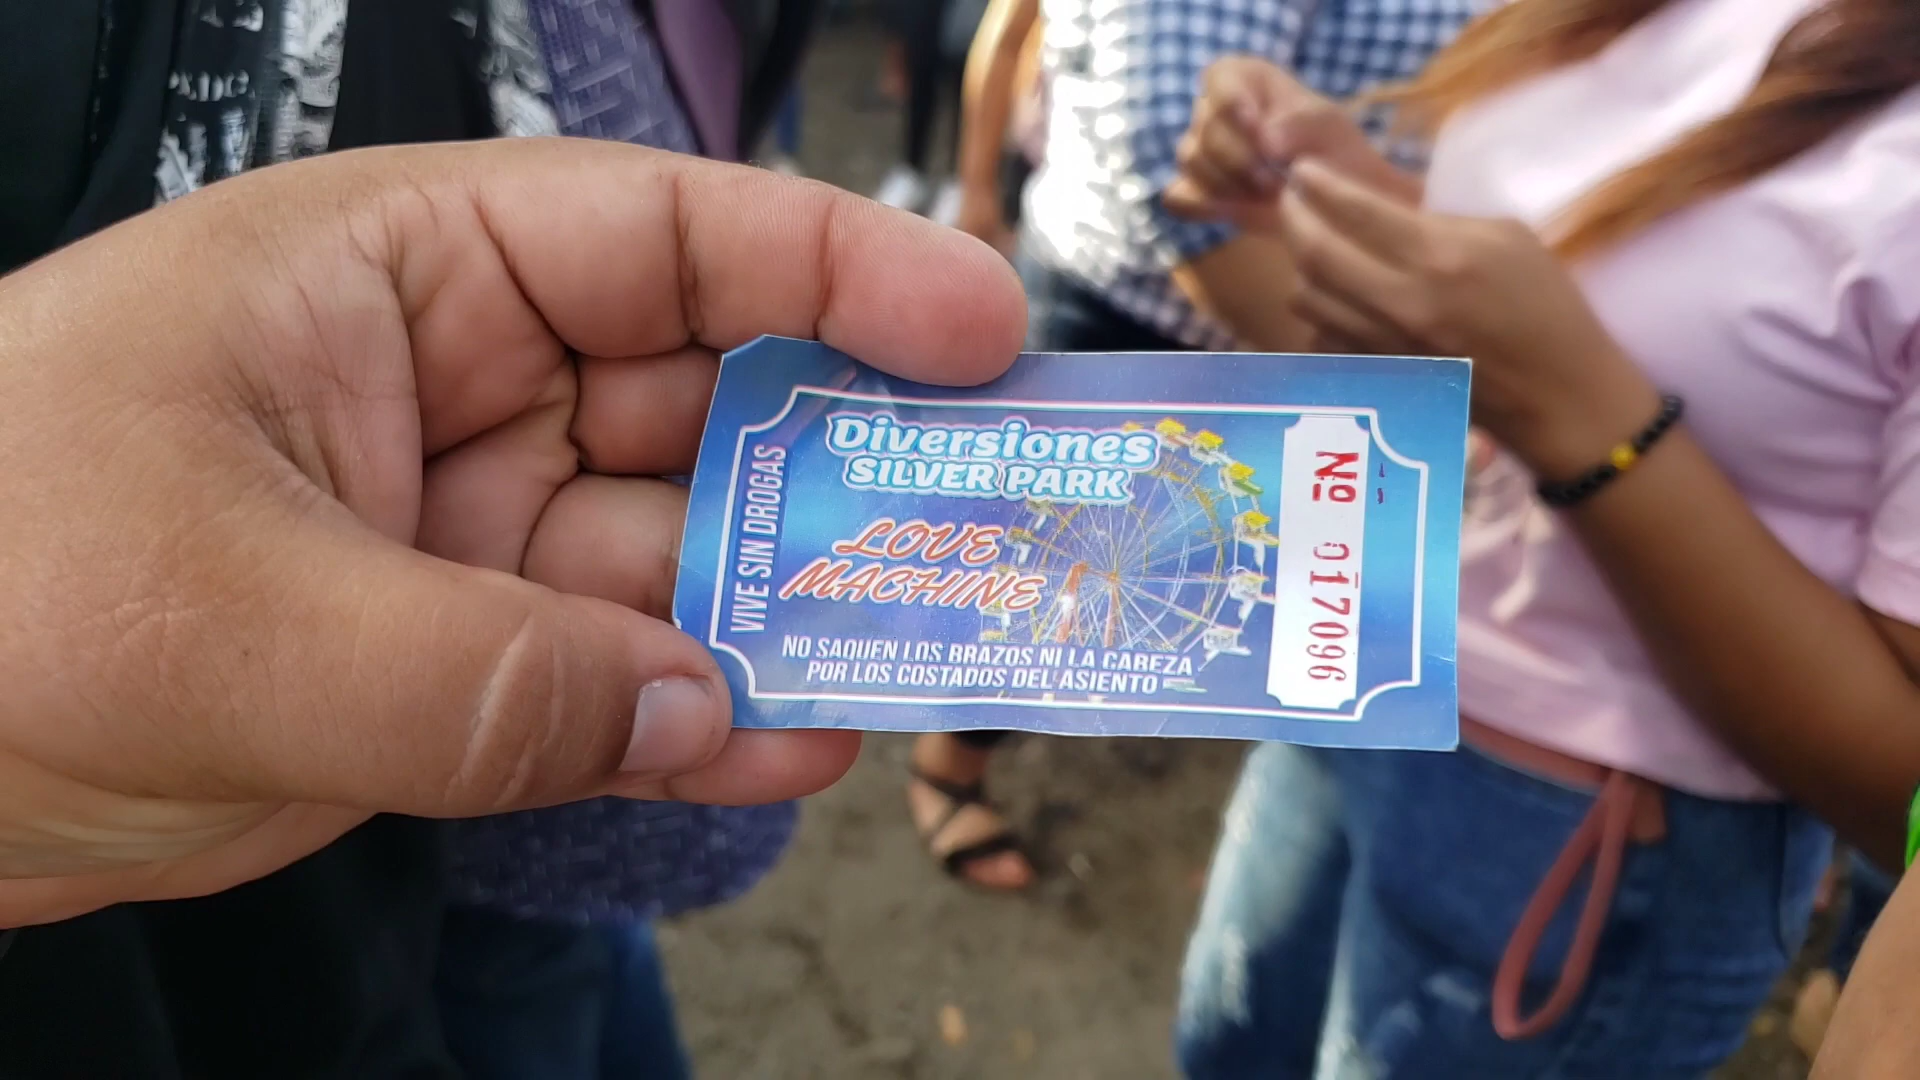 Diversiones
SILVER PARK
LOVE
MACHINE
NO SAQUEN LOS BRAZOS NI LA CABEZA
POR LOS COSTADOS DEL ASIENTO
VIVE SIN DROGAS
Nº 017096